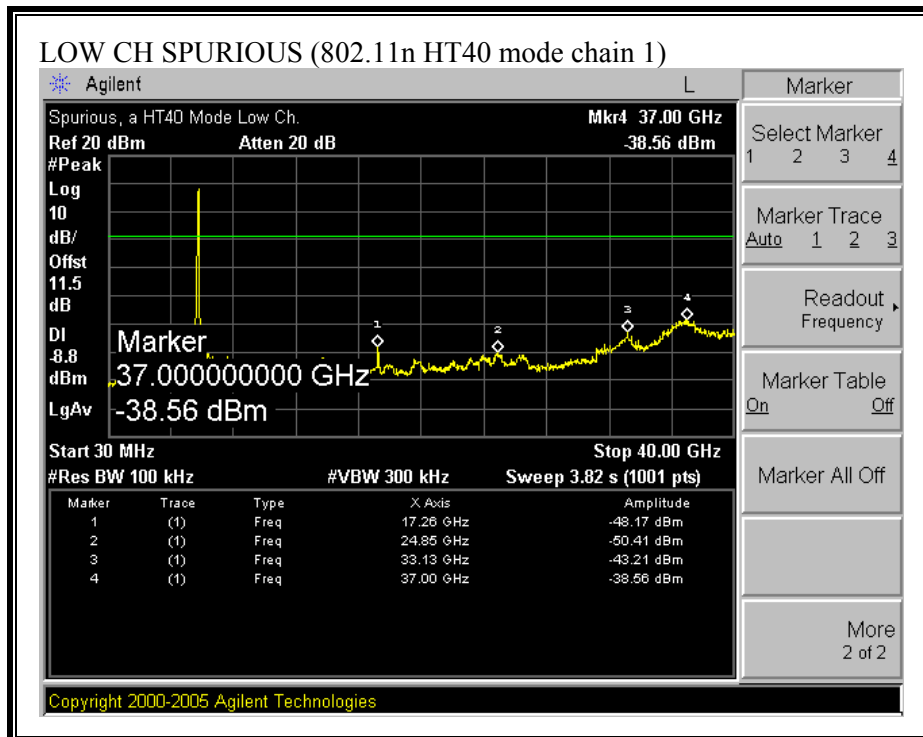 LOW CH SPURIOUS (802.11n HT40 mode chain 1)
Agilent L
Spurious, a HT40 Mode Low Ch. Mkr4 37.00 GHz
Ref 20 dBm Atten 20 dB -38.56 dBm
#Peak
Log
10
dB/
Offst
11.5
dB
DI
-8.8
dBm
LgAv
1
2
3
4
Marker
37.000000000 GHz
-38.56 dBm
Start 30 MHz Stop 40.00 GHz
#Res BW 100 kHz #VBW 300 kHz Sweep 3.82 s (1001 pts)
Marker Trace Type X Axis Amplitude
1 (1) Freq 17.26 GHz -48.17 dBm
2 (1) Freq 24.85 GHz -50.41 dBm
3 (1) Freq 33.13 GHz -43.21 dBm
4 (1) Freq 37.00 GHz -38.56 dBm
Marker
Select Marker
1 2 3 4
Marker Trace
Auto 1 2 3
Readout
Frequency
Marker Table
On Off
Marker All Off
More
2 of 2
Copyright 2000-2005 Agilent Technologies